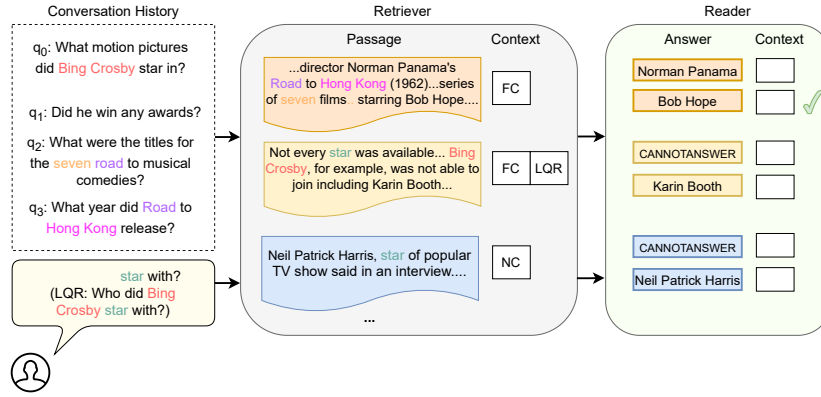 Conversation History
Retriever
Reader
q0: What motion pictures
did Bing Crosby star in?
q1: Did he win any awards?
q2: What were the titles for
the seven road to musical
comedies?
q3: What year did Road to
Hong Kong release?
star with?
(LQR: Who did Bing
Crosby star with?)
Passage
Context
...director Norman Panama's
Road to Hong Kong (1962)...series
of seven films.. starring Bob Hope....
FC
Not every star was available... Bing
Crosby, for example, was not able to
join including Karin Booth...
FC
LQR
Neil Patrick Harris, star of popular
TV show said in an interview....
NC
...
Answer
Context
Norman Panama
Bob Hope
CANNOTANSWER
Karin Booth
CANNOTANSWER
Neil Patrick Harris